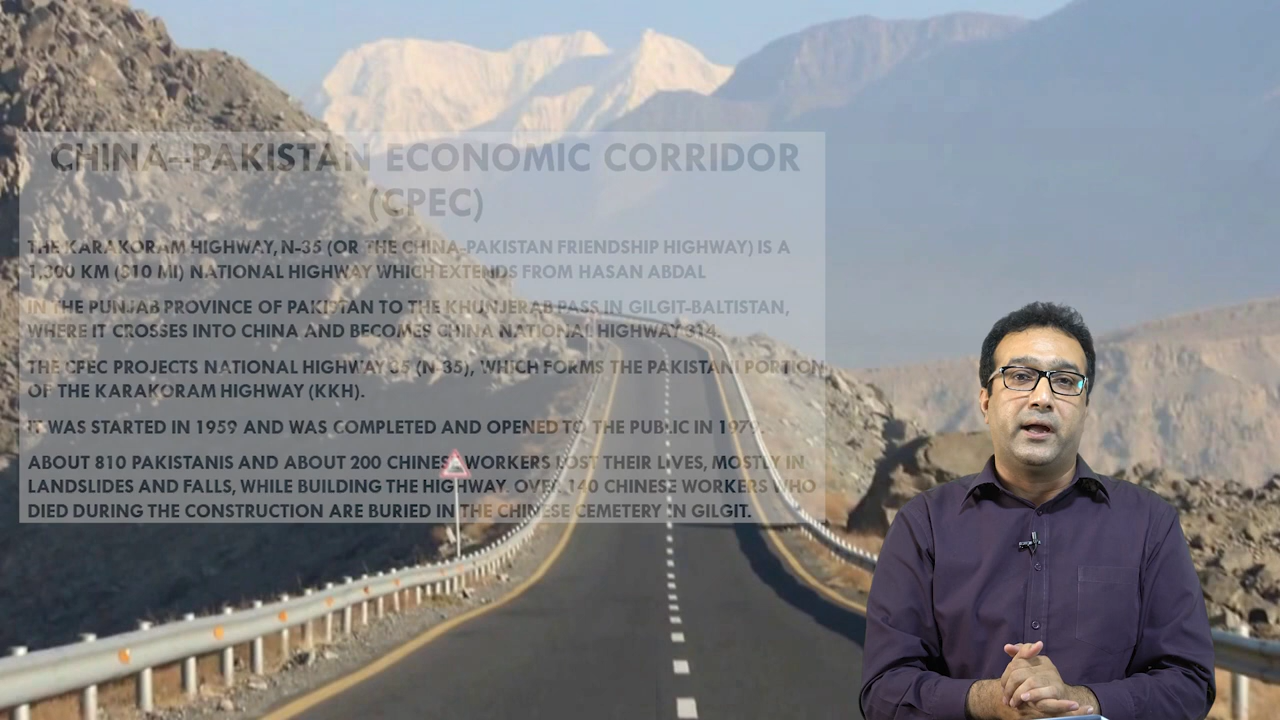 CHINA–PAKISTAN ECONOMIC CORRIDOR
(CPEC)
THE KARAKORAM HIGHWAY, N-35 (OR THE CHINA-PAKISTAN FRIENDSHIP HIGHWAY) IS A
1,300 KM (810 MI) NATIONAL HIGHWAY WHICH EXTENDS FROM HASAN ABDAL
IN THE PUNJAB PROVINCE OF PAKISTAN TO THE KHUNJERAB PASS IN GILGIT-BALTISTAN,
WHERE IT CROSSES INTO CHINA AND BECOMES CHINA NATIONAL HIGHWAY 314.
THE CPEC PROJECTS NATIONAL HIGHWAY 35 (N-35), WHICH FORMS THE PAKISTANI PORTION
OF THE KARAKORAM HIGHWAY (KKH).
IT WAS STARTED IN 1959 AND WAS COMPLETED AND OPENED TO THE PUBLIC IN 1979.
ABOUT 810 PAKISTANIS AND ABOUT 200 CHINESE WORKERS LOST THEIR LIVES, MOSTLY IN
LANDSLIDES AND FALLS, WHILE BUILDING THE HIGHWAY. OVER 140 CHINESE WORKERS WHO
DIED DURING THE CONSTRUCTION ARE BURIED IN THE CHINESE CEMETERY IN GILGIT.